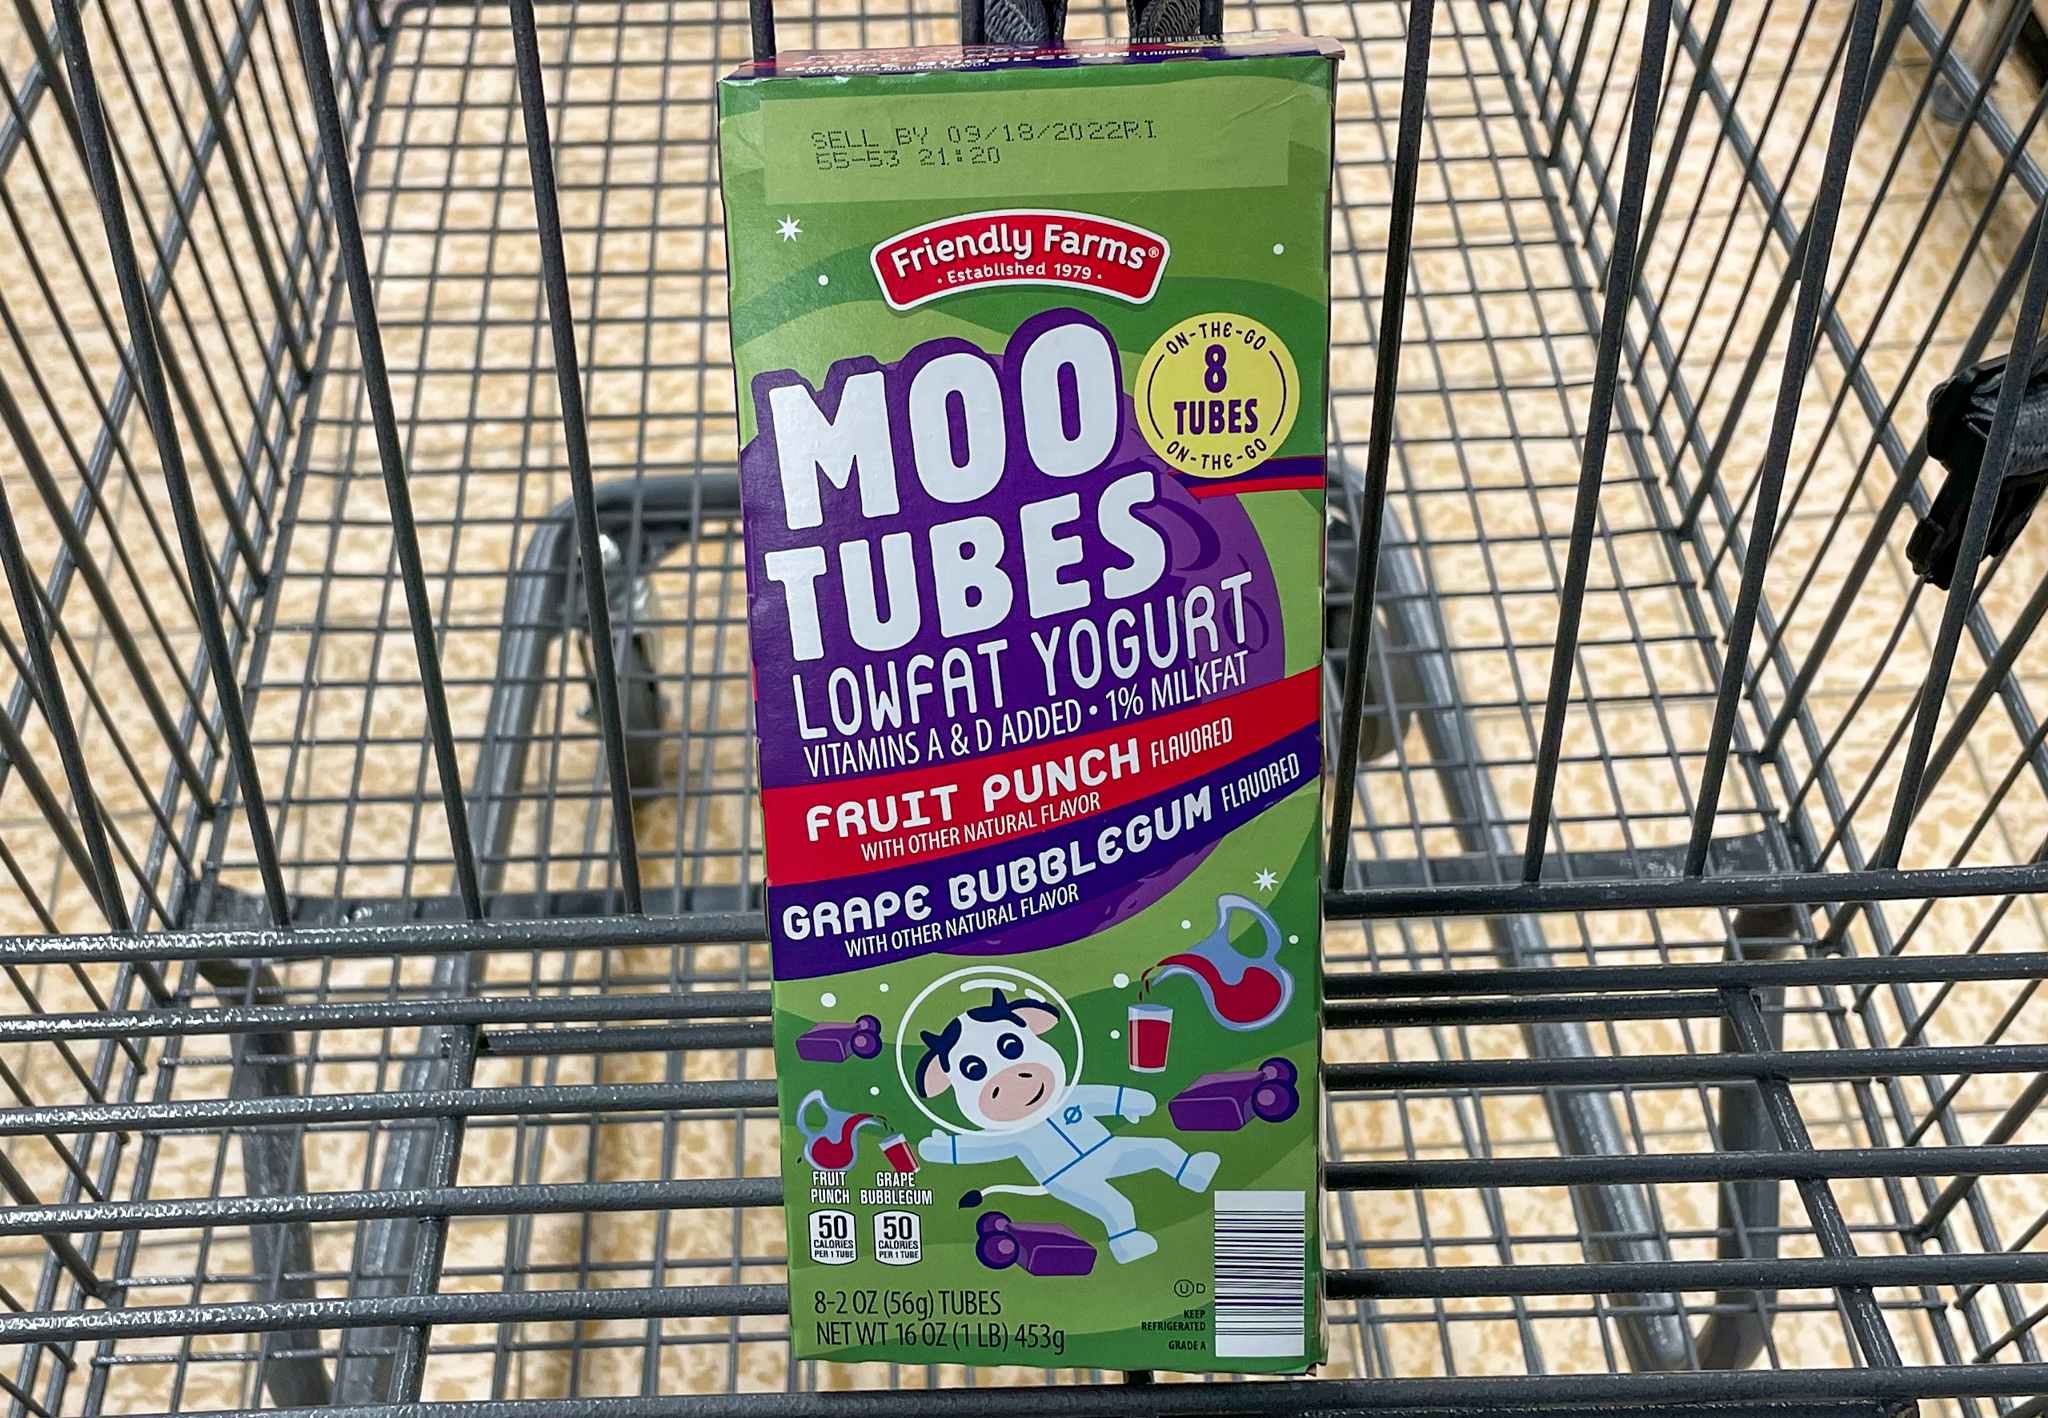 SELL BY 09/18/2022RI
55-53 21:20
Friendly Farms®
• Established 1979 •
MOO
TUBES
ON-THE-GO
8
TUBES
ON-THE-GO
LOWFAT YOGURT
VITAMINS A & D ADDED • 1% MILKFAT
FRUIT PUNCH FLAVORED
WITH OTHER NATURAL FLAVOR
GRAPE BUBBLEGUM FLAVORED
WITH OTHER NATURAL FLAVOR
FRUIT
PUNCH
50
CALORIES
PER 1 TUBE
GRAPE
BUBBLEGUM
50
CALORIES
PER 1 TUBE
8-2 OZ (56g) TUBES
NET WT 16 OZ (1 LB) 453g
U D
KEEP
REFRIGERATED
GRADE A